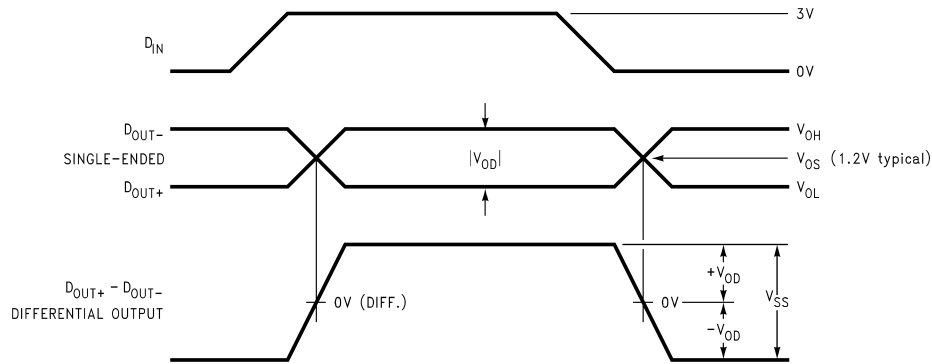 3V
D_IN
0V
D_OUT-
V_OH
SINGLE-ENDED
|V_OD|
V_OS (1.2V typical)
D_OUT+
V_OL
+V_OD
D_OUT+ - D_OUT-
DIFFERENTIAL OUTPUT
0V (DIFF.)
0V
V_SS
-V_OD